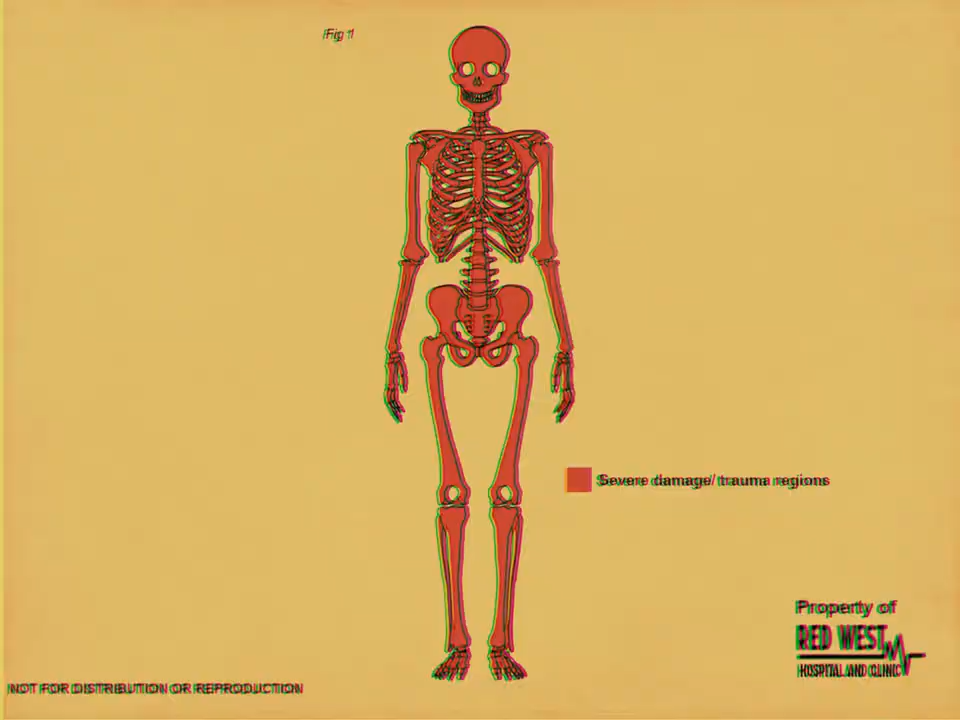 Fig 1
Severe damage/ trauma regions
Property of
RED WEST
HOSPITAL AND CLINIC
NOT FOR DISTRIBUTION OR REPRODUCTION